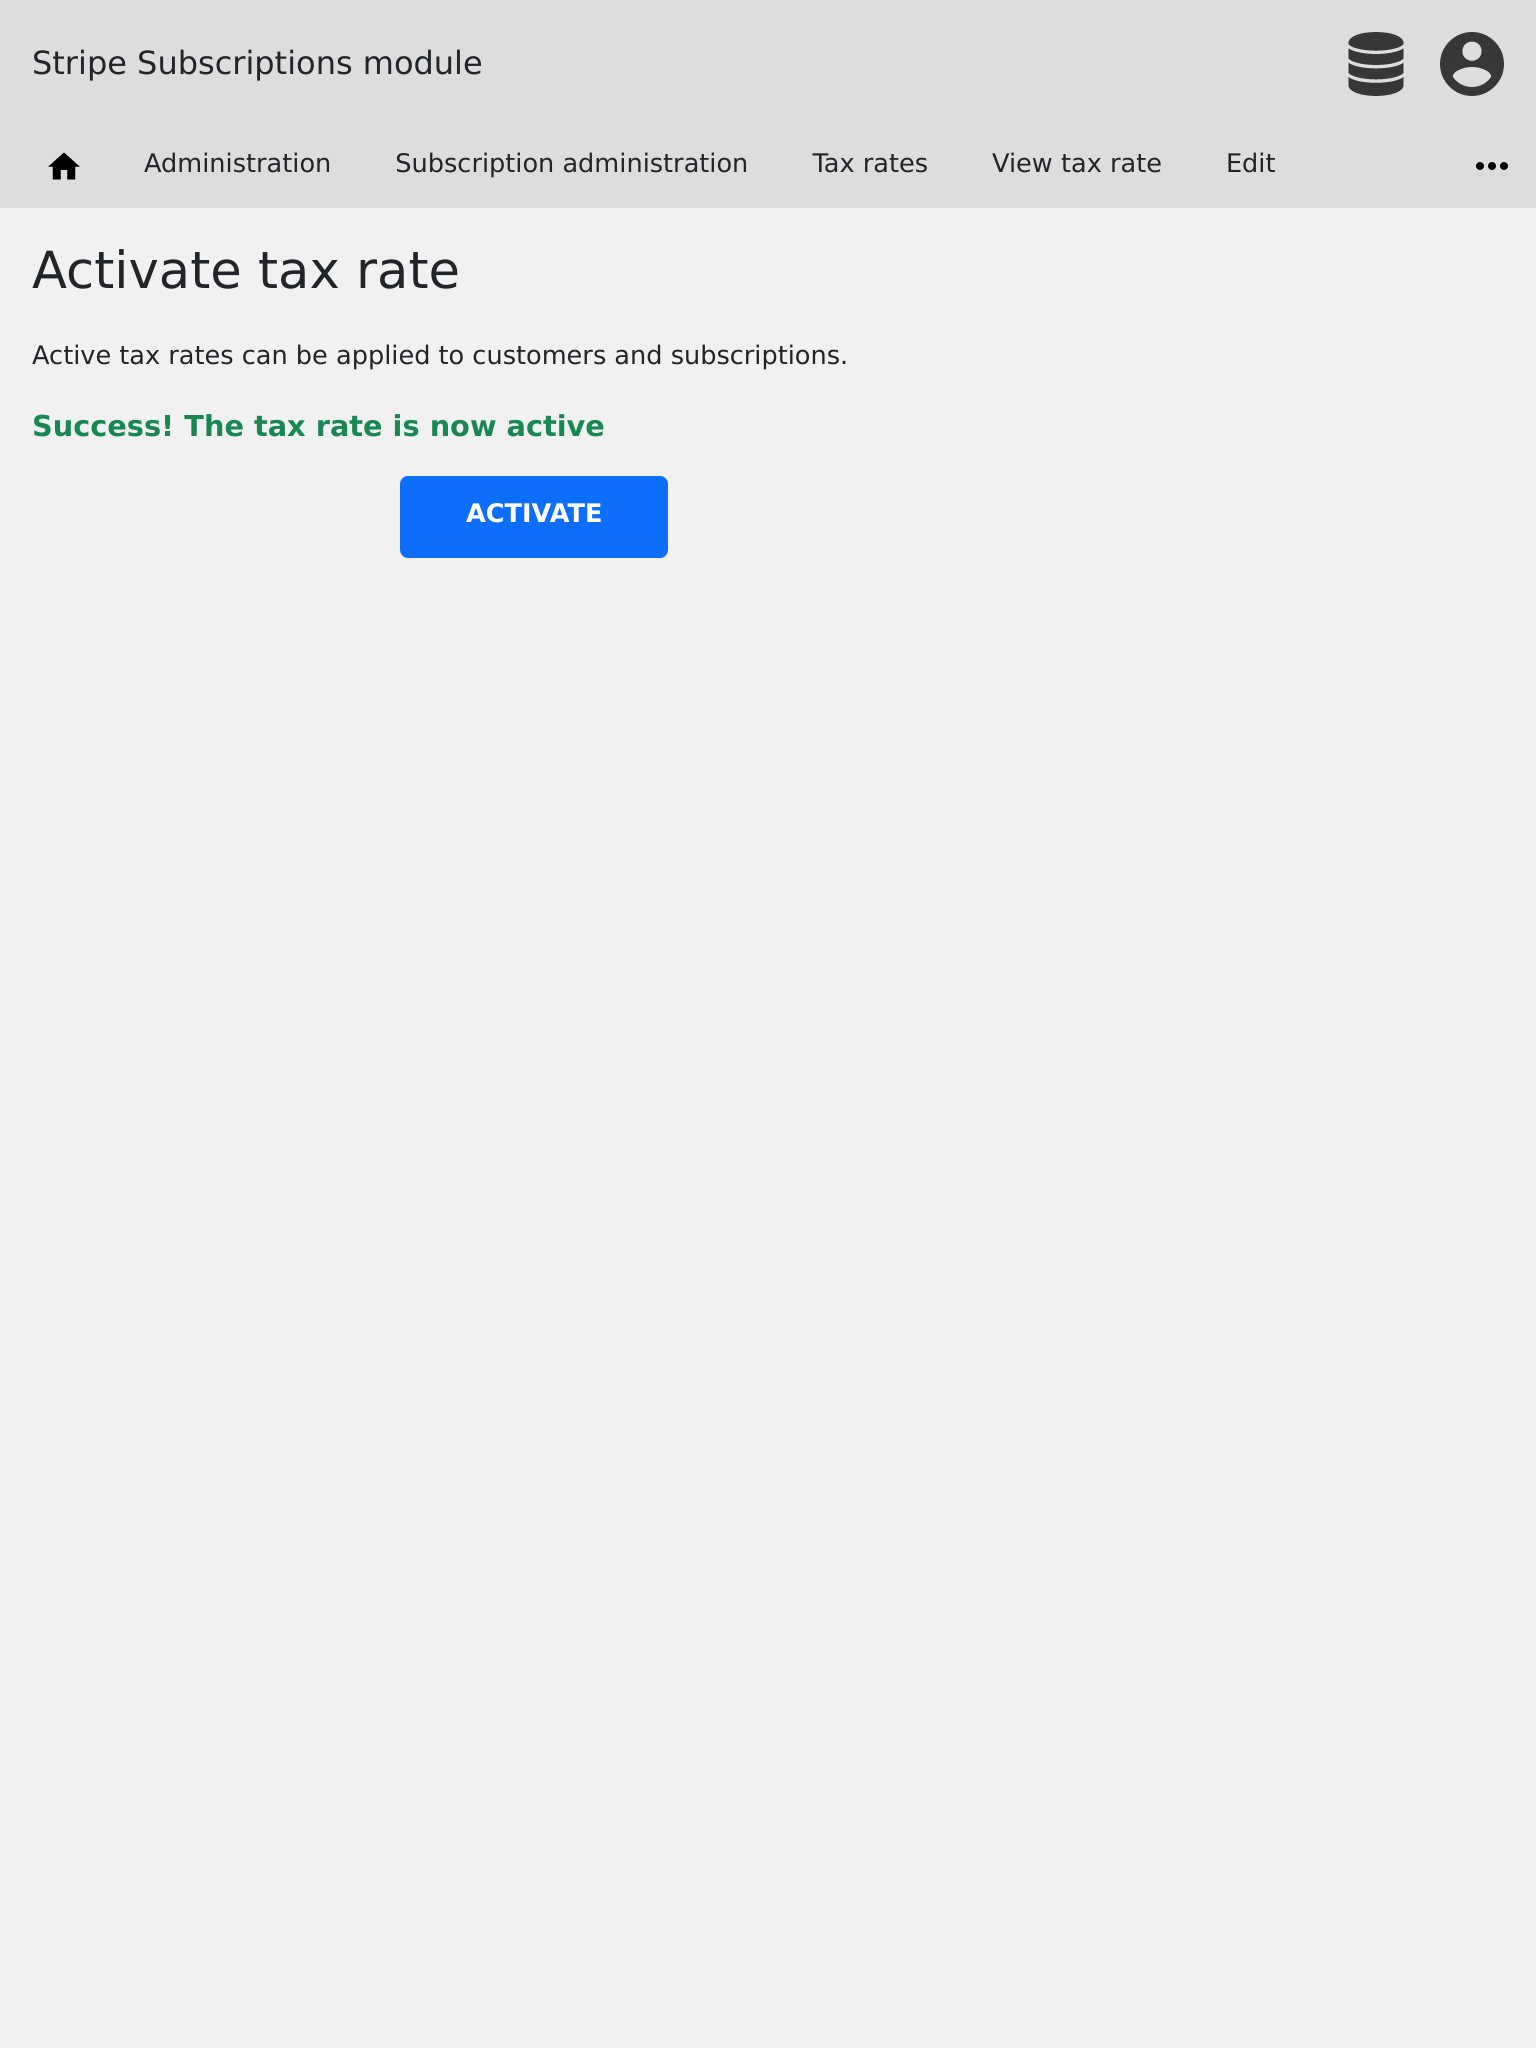 Stripe Subscriptions module
Administration Subscription administration Tax rates View tax rate Edit
Activate tax rate
Active tax rates can be applied to customers and subscriptions.
Success! The tax rate is now active
ACTIVATE